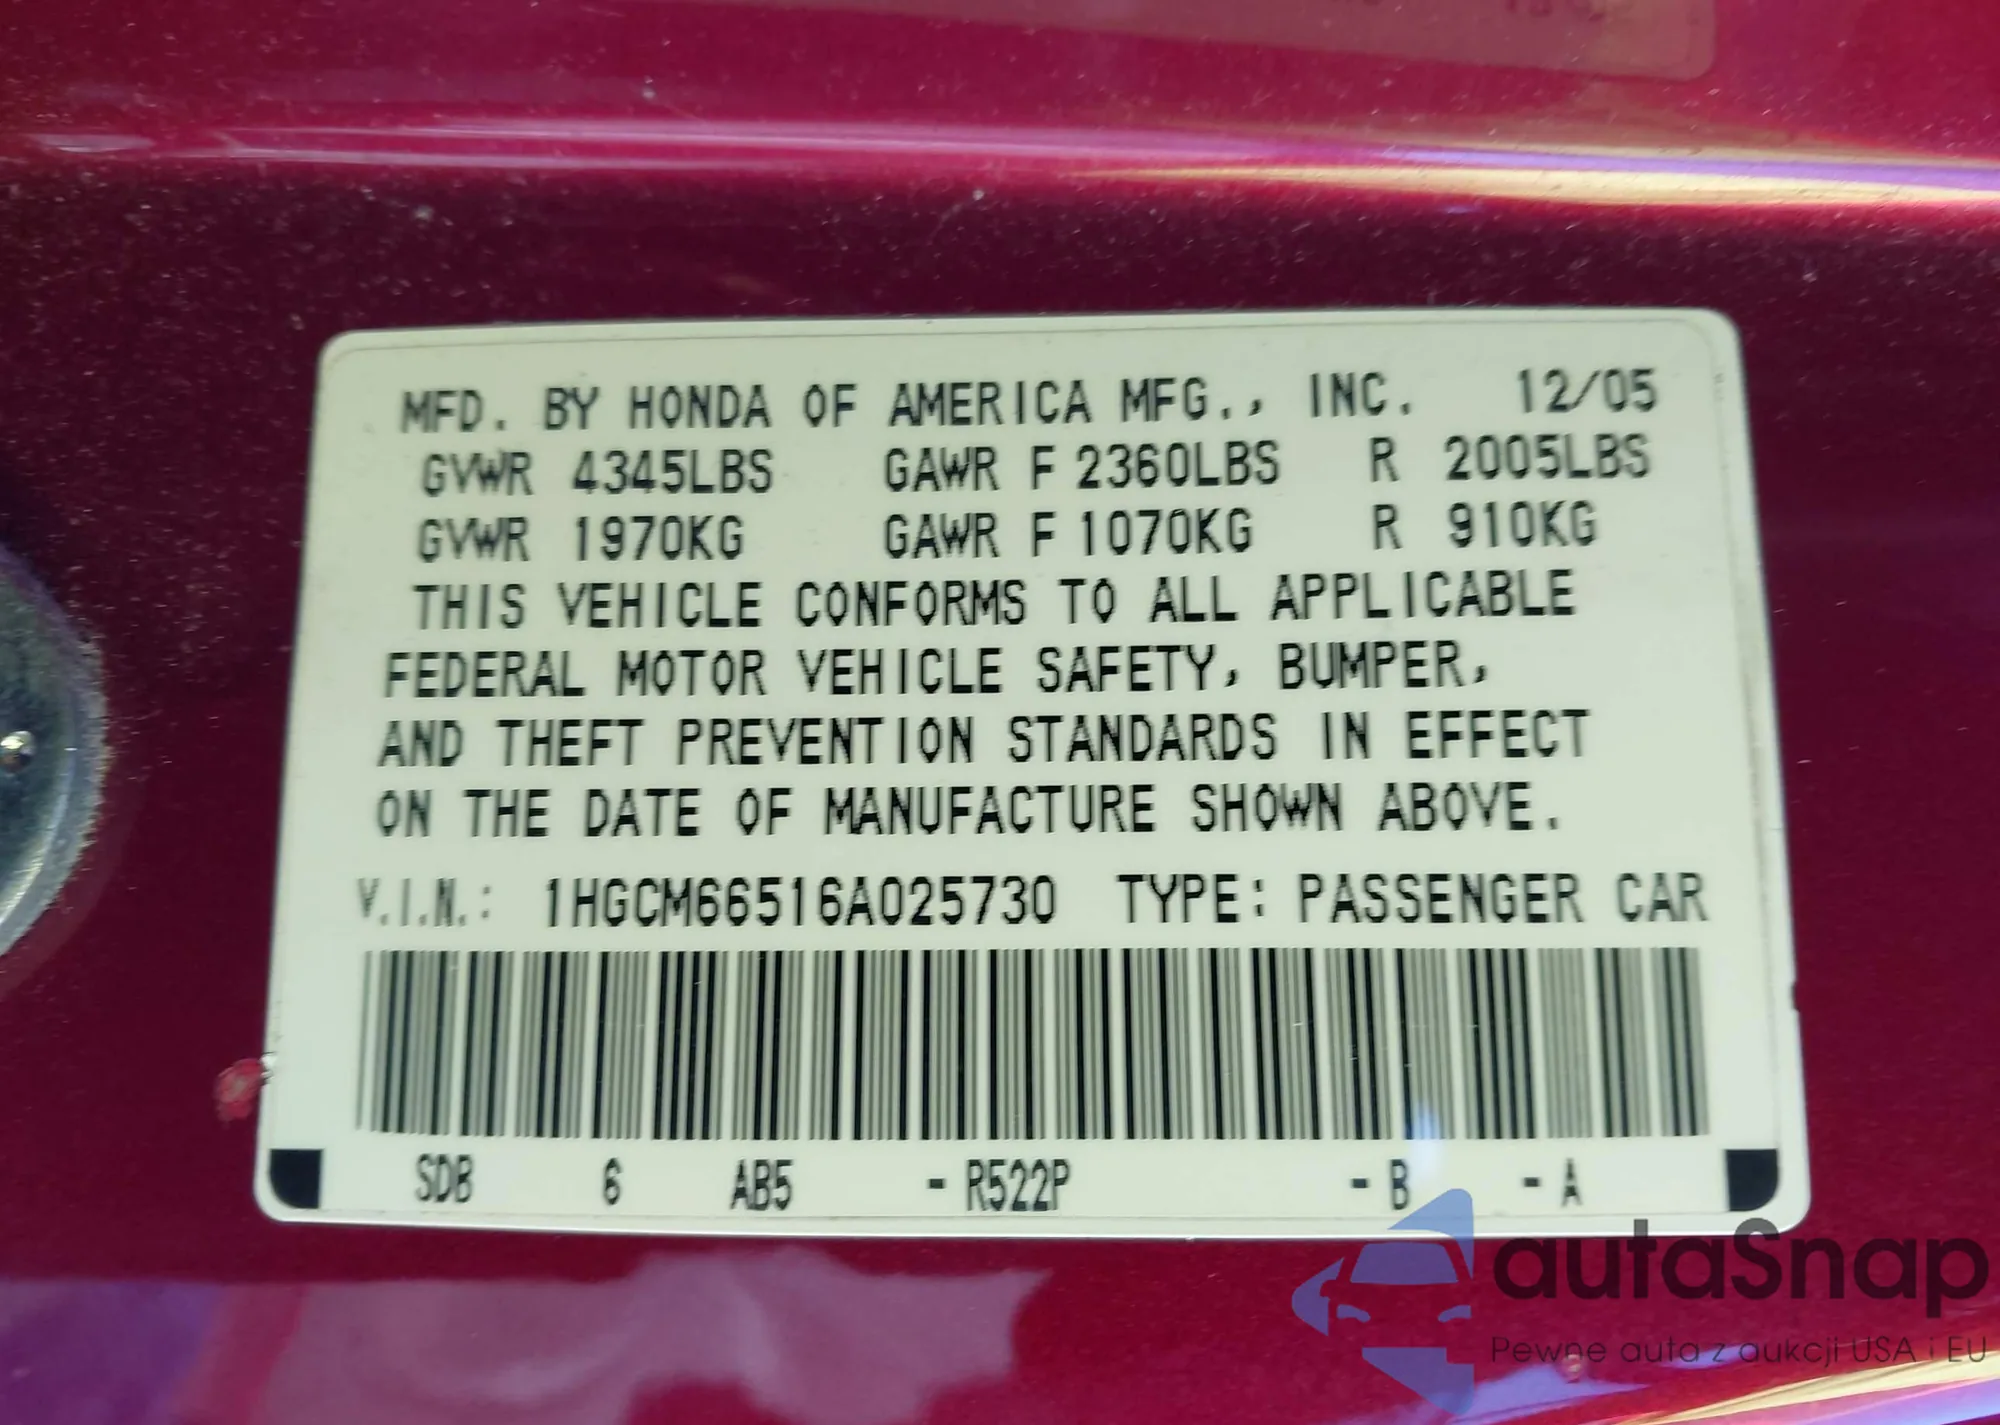 MFD. BY HONDA OF AMERICA MFG., INC. 12/05
GVWR 4345LBS GAWR F 2360LBS R 2005LBS
GVWR 1970KG GAWR F 1070KG R 910KG
THIS VEHICLE CONFORMS TO ALL APPLICABLE
FEDERAL MOTOR VEHICLE SAFETY, BUMPER,
AND THEFT PREVENTION STANDARDS IN EFFECT
ON THE DATE OF MANUFACTURE SHOWN ABOVE.
V.I.N.: 1HGCM66516A025730 TYPE: PASSENGER CAR
SDB 6 AB5 - R522P - B - A
autaSnap
Pewne auta z aukcji USA i EU